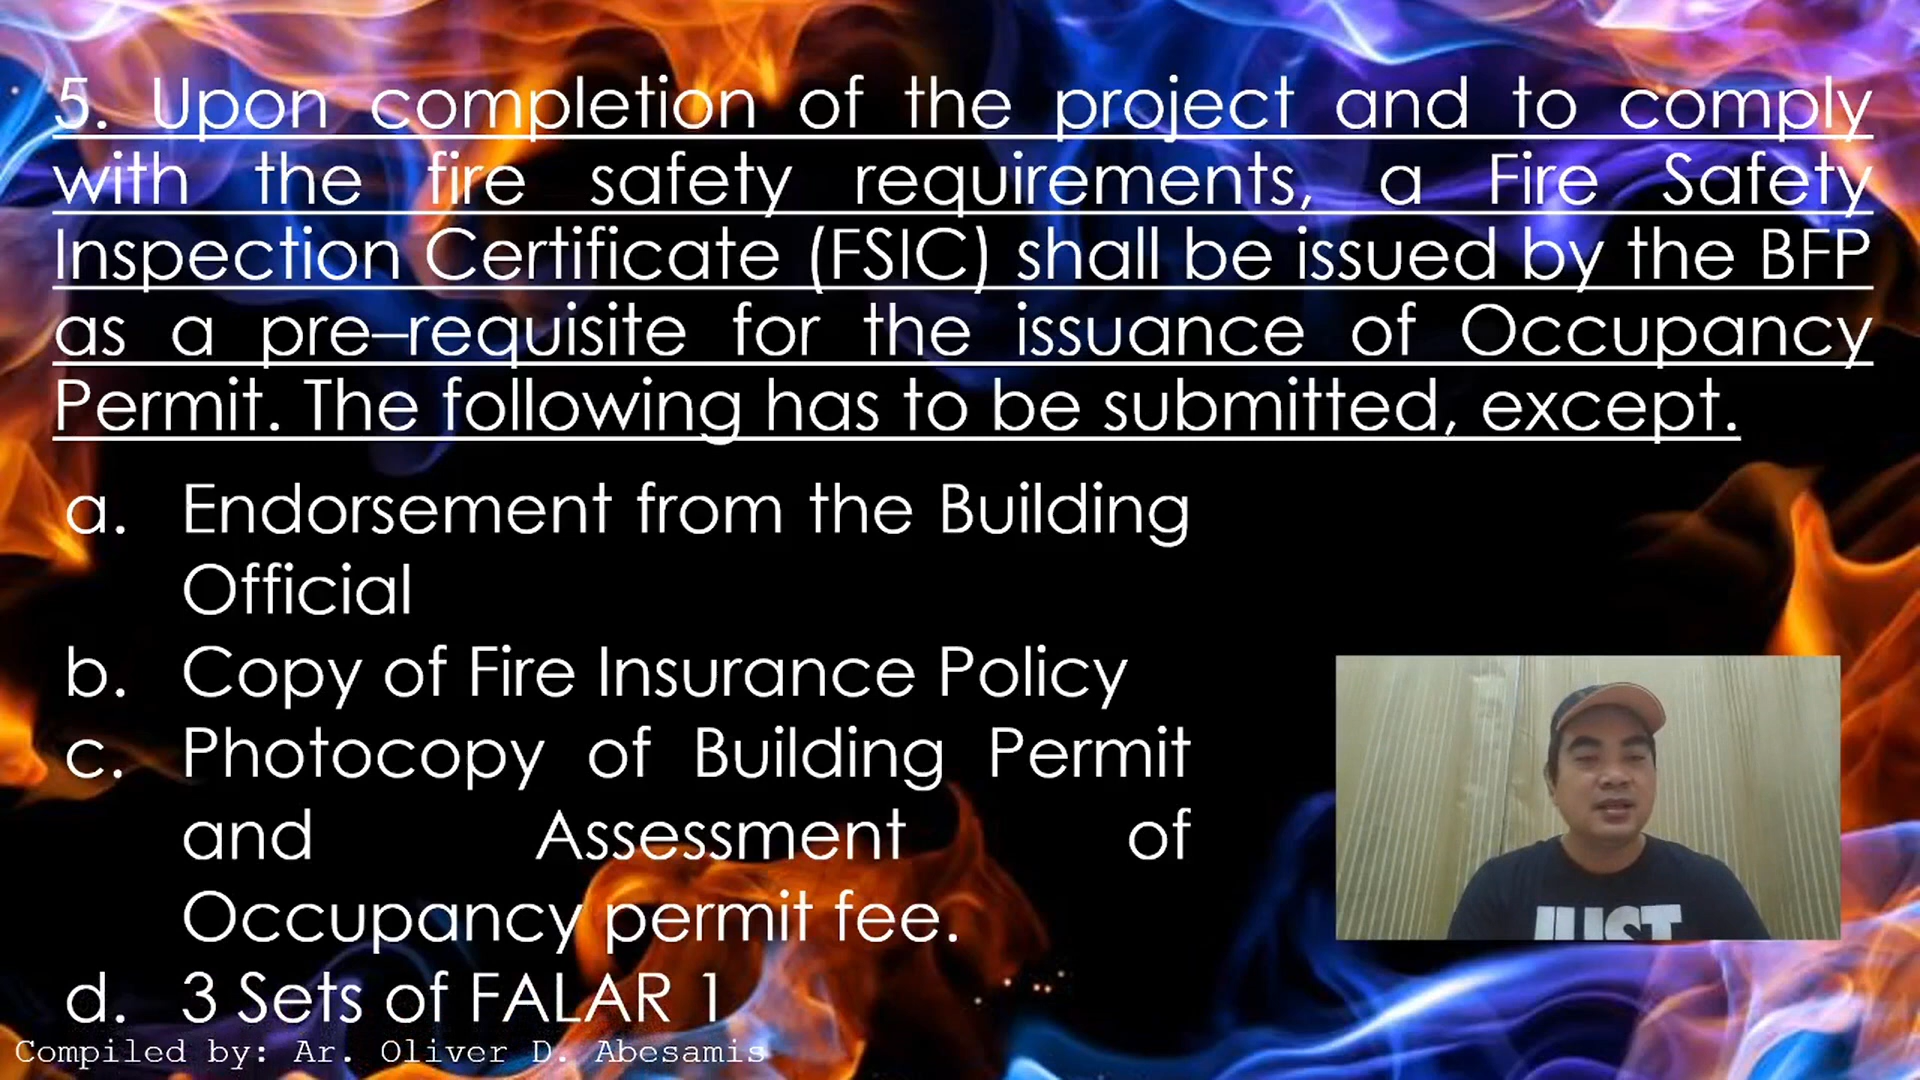 5. Upon completion of the project and to comply
with the fire safety requirements, a Fire Safety
Inspection Certificate (FSIC) shall be issued by the BFP
as a pre–requisite for the issuance of Occupancy
Permit. The following has to be submitted, except.
a. Endorsement from the Building
Official
b. Copy of Fire Insurance Policy
c. Photocopy of Building Permit
and Assessment of
Occupancy permit fee.
d. 3 Sets of FALAR 1
JUST
Compiled by: Ar. Oliver D. Abesamis